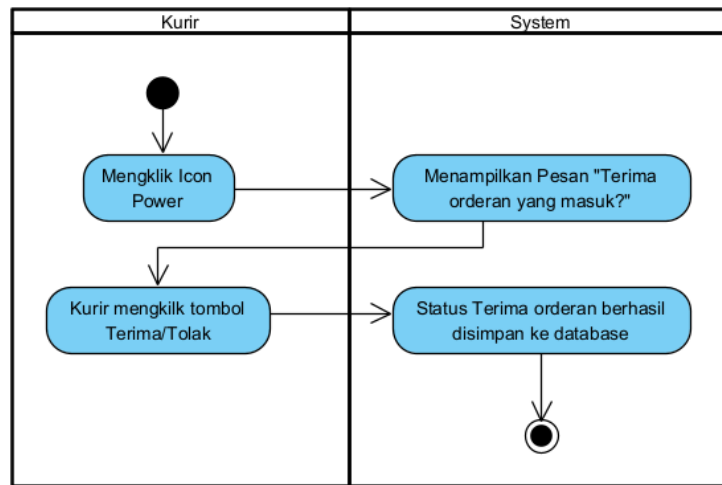 Kurir
System
Mengklik Icon
Power
Menampilkan Pesan "Terima
orderan yang masuk?"
Kurir mengkilk tombol
Terima/Tolak
Status Terima orderan berhasil
disimpan ke database